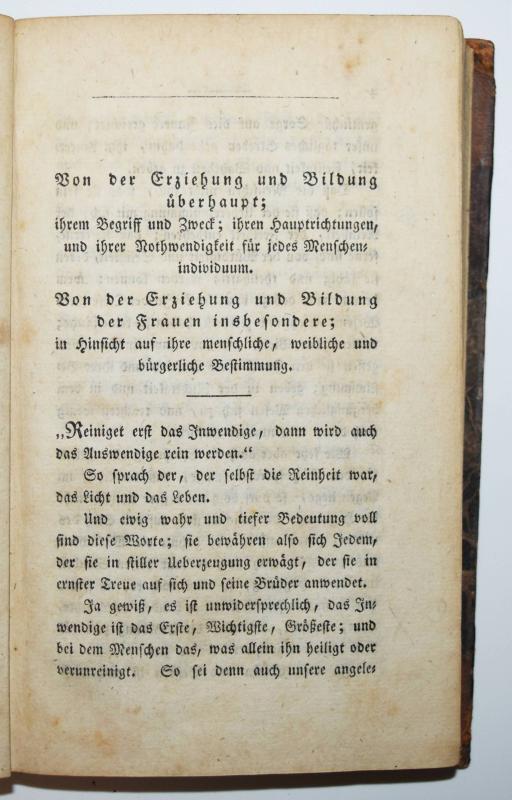 Von der Erziehung und Bildung
überhaupt;
ihrem Begriff und Zweck; ihren Hauptrichtungen,
und ihrer Nothwendigkeit für jedes Menschen-
individuum.
Von der Erziehung und Bildung
der Frauen insbesondere;
in Hinsicht auf ihre menschliche, weibliche und
bürgerliche Bestimmung.
„Reiniget erst das Inwendige, dann wird auch
das Auswendige rein werden.“
So sprach der, der selbst die Reinheit war,
das Licht und das Leben.
Und ewig wahr und tiefer Bedeutung voll
sind diese Worte; sie bewähren also sich Jedem,
der sie in stiller Ueberzeugung erwägt, der sie in
ernster Treue auf sich und seine Brüder anwendet.
Ja gewiß, es ist unwidersprechlich, das In-
wendige ist das Erste, Wichtigste, Größeste; und
bei dem Menschen das, was allein ihn heiligt oder
verunreinigt. So sei denn auch unsere angele-